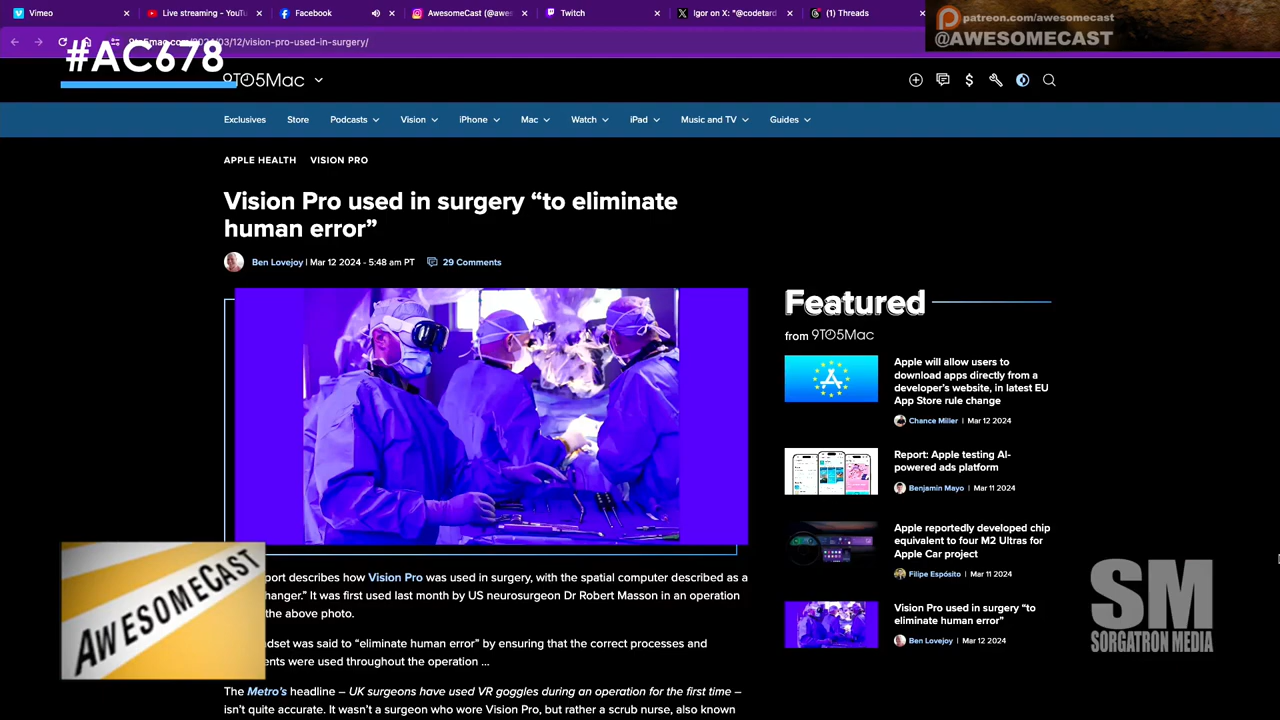 Vimeo
Live streaming - YouTu
Facebook
AwesomeCast (@awes
Twitch
Igor on X: "@codetard
(1) Threads
patreon.com/awesomecast
@AWESOMECAST
/vision-pro-used-in-surgery/
#AC678
9TO5Mac
Exclusives Store Podcasts Vision iPhone Mac Watch iPad Music and TV Guides
APPLE HEALTH VISION PRO
Vision Pro used in surgery “to eliminate
human error”
Ben Lovejoy | Mar 12 2024 - 5:48 am PT 29 Comments
port describes how Vision Pro was used in surgery, with the spatial computer described as a
hanger.” It was first used last month by US neurosurgeon Dr Robert Masson in an operation
the above photo.
dset was said to “eliminate human error” by ensuring that the correct processes and
ents were used throughout the operation ...
The Metro’s headline – UK surgeons have used VR goggles during an operation for the first time –
isn’t quite accurate. It wasn’t a surgeon who wore Vision Pro, but rather a scrub nurse, also known
Featured
from 9TO5Mac
Apple will allow users to
download apps directly from a
developer’s website, in latest EU
App Store rule change
Chance Miller | Mar 12 2024
Report: Apple testing AI-
powered ads platform
Benjamin Mayo | Mar 11 2024
Apple reportedly developed chip
equivalent to four M2 Ultras for
Apple Car project
Filipe Espósito | Mar 11 2024
Vision Pro used in surgery “to
eliminate human error”
Ben Lovejoy | Mar 12 2024
AWESOMECAST
SM
SORGATRON MEDIA